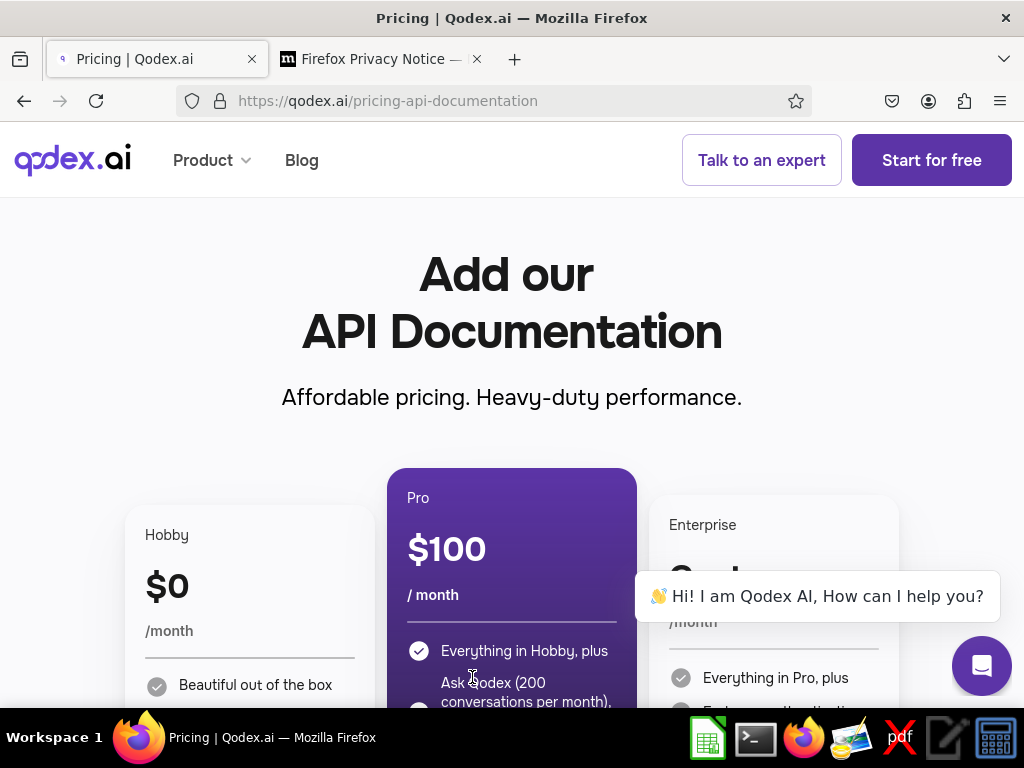 Pricing | Qodex.ai — Mozilla Firefox
Pricing | Qodex.ai
Firefox Privacy Notice —
https://qodex.ai/pricing-api-documentation
qodex.ai
Product
Blog
Talk to an expert
Start for free
Add our
API Documentation
Affordable pricing. Heavy-duty performance.
Hobby
$0
/month
Beautiful out of the box
Pro
$100
/ month
Everything in Hobby, plus
Ask Qodex (200
conversations per month),
Enterprise
/month
Everything in Pro, plus
👋 Hi! I am Qodex AI, How can I help you?
Workspace 1
Pricing | Qodex.ai — Mozilla Firefox
pdf